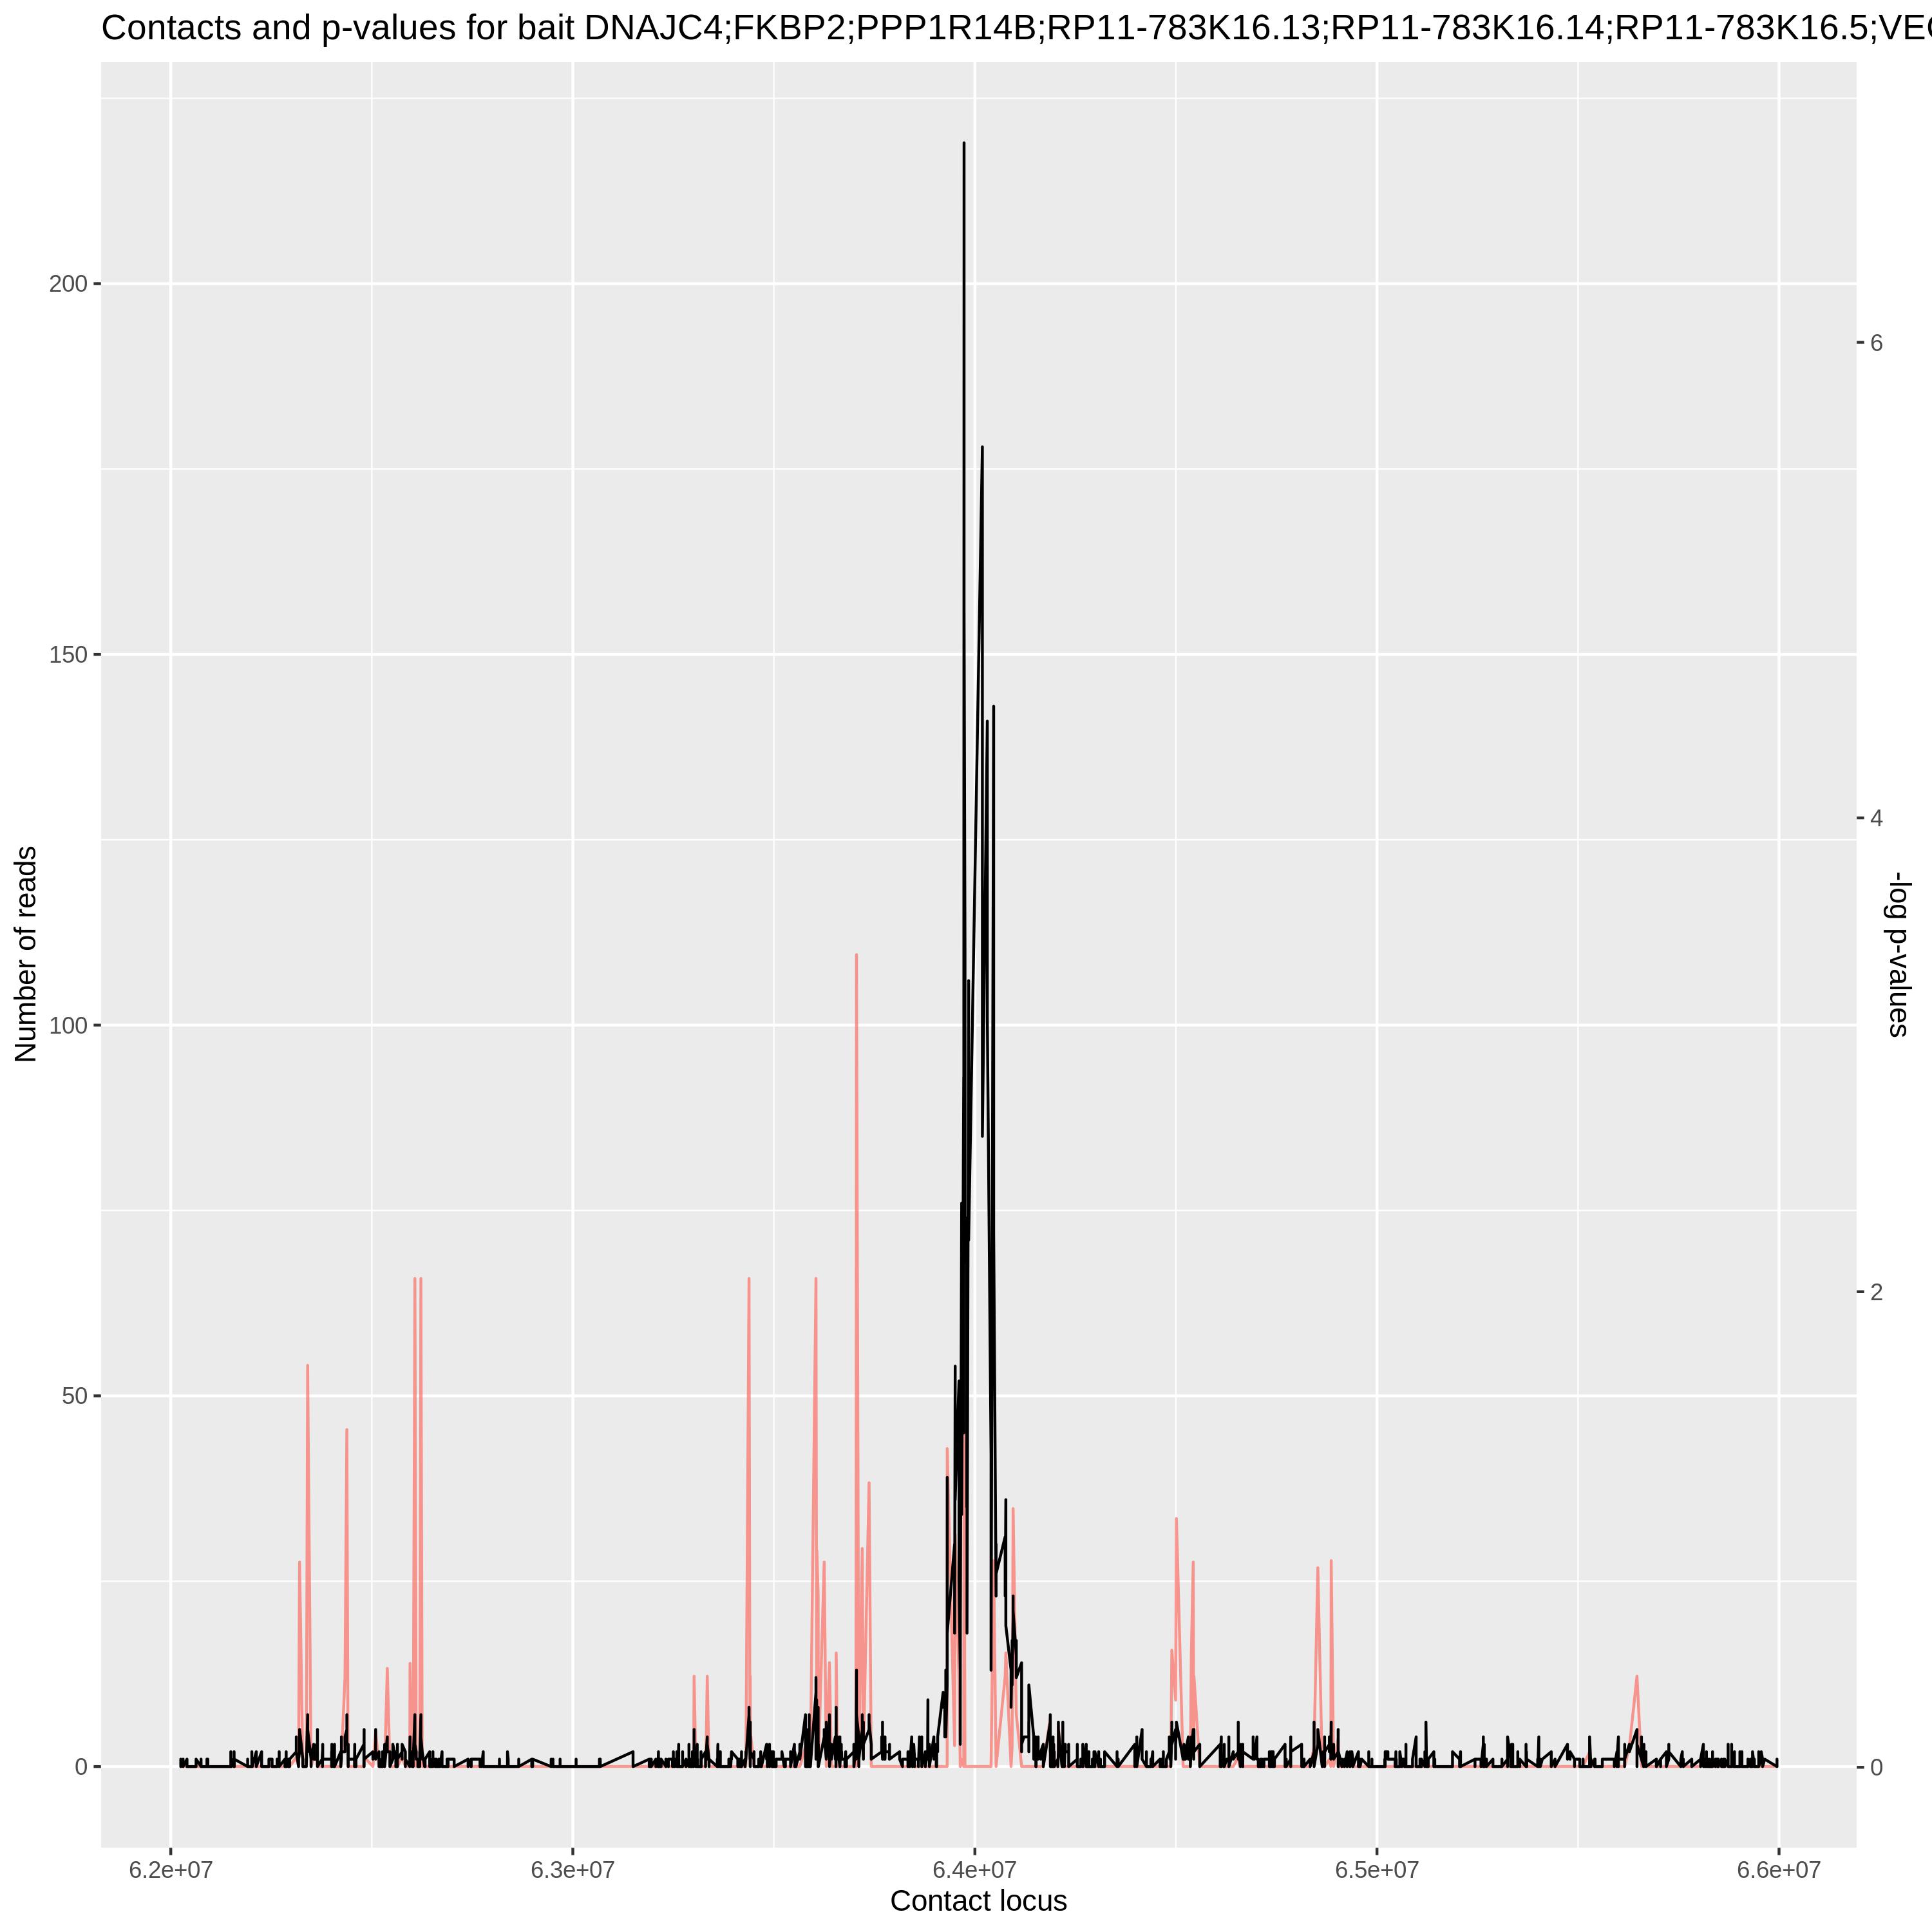 Contacts and p-values for bait DNAJC4;FKBP2;PPP1R14B;RP11-783K16.13;RP11-783K16.14;RP11-783K16.5;VE
200
150
100
50
0
Number of reads
6
4
2
0
-log p-values
6.2e+07 6.3e+07 6.4e+07 6.5e+07 6.6e+07
Contact locus